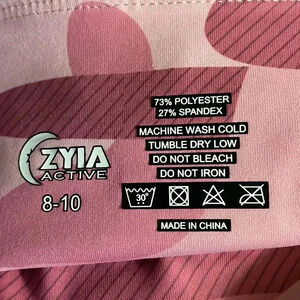 73% POLYESTER
27% SPANDEX
MACHINE WASH COLD
TUMBLE DRY LOW
DO NOT BLEACH
DO NOT IRON
30°
MADE IN CHINA
ZYIA
ACTIVE
8-10